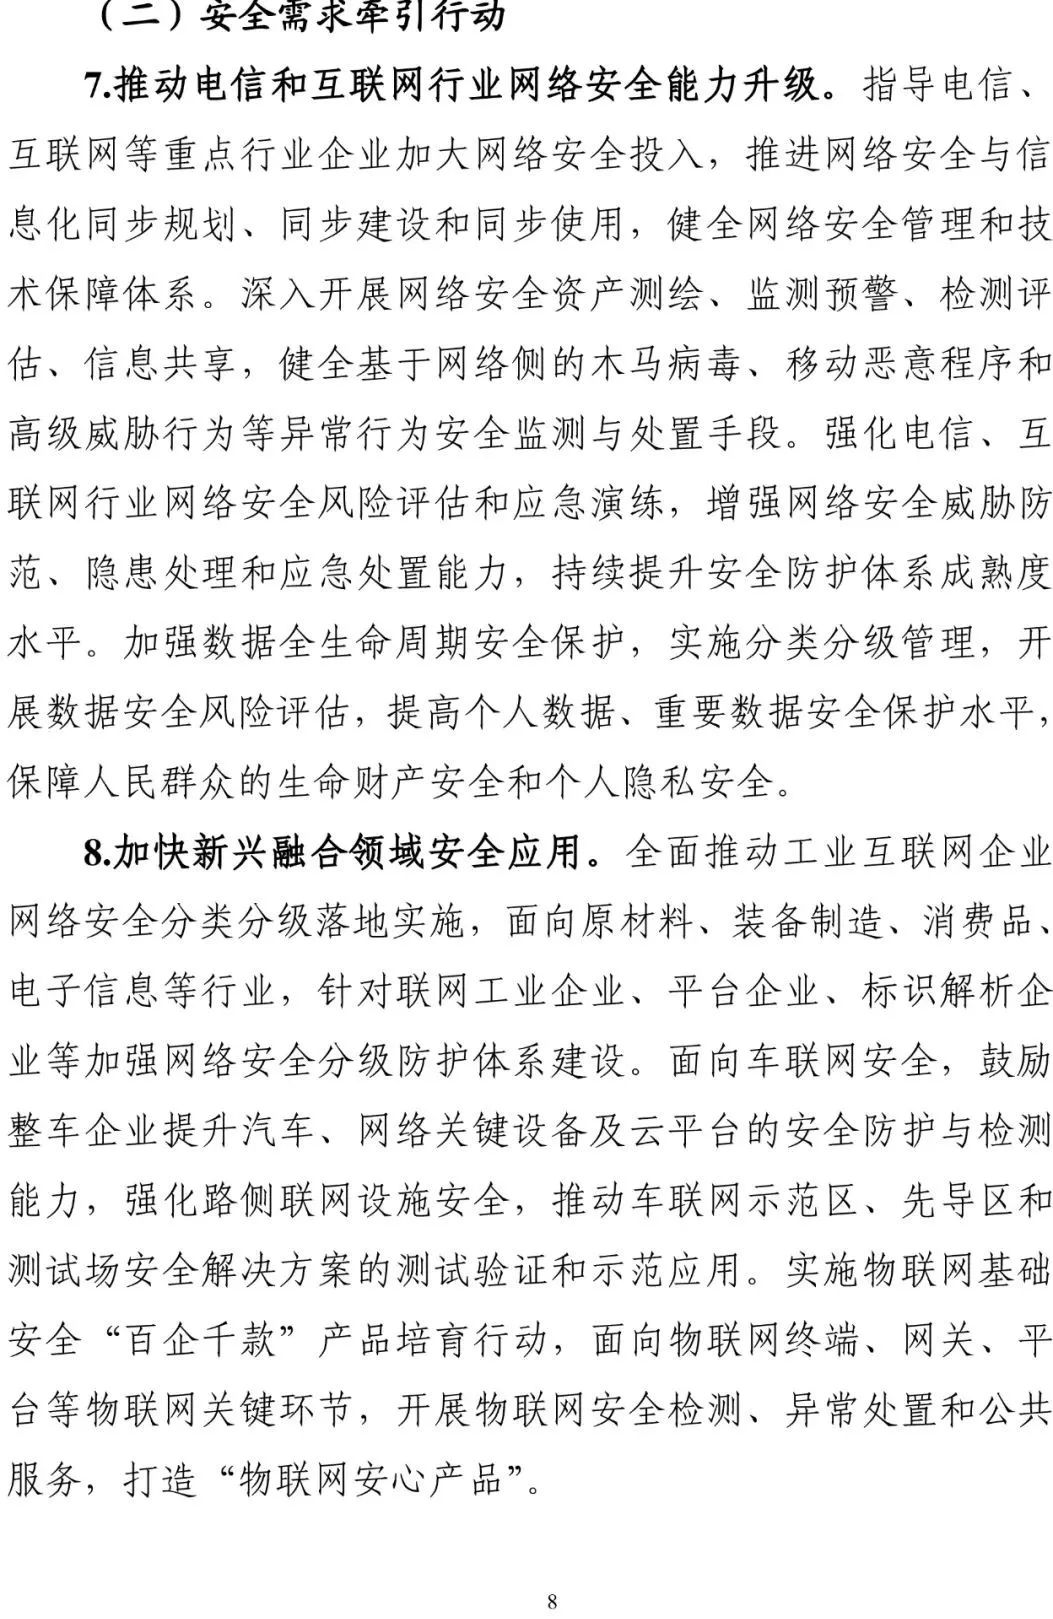 （二）安全需求牵引行动
7.推动电信和互联网行业网络安全能力升级。指导电信、
互联网等重点行业企业加大网络安全投入，推进网络安全与信
息化同步规划、同步建设和同步使用，健全网络安全管理和技
术保障体系。深入开展网络安全资产测绘、监测预警、检测评
估、信息共享，健全基于网络侧的木马病毒、移动恶意程序和
高级威胁行为等异常行为安全监测与处置手段。强化电信、互
联网行业网络安全风险评估和应急演练，增强网络安全威胁防
范、隐患处理和应急处置能力，持续提升安全防护体系成熟度
水平。加强数据全生命周期安全保护，实施分类分级管理，开
展数据安全风险评估，提高个人数据、重要数据安全保护水平，
保障人民群众的生命财产安全和个人隐私安全。
8.加快新兴融合领域安全应用。全面推动工业互联网企业
网络安全分类分级落地实施，面向原材料、装备制造、消费品、
电子信息等行业，针对联网工业企业、平台企业、标识解析企
业等加强网络安全分级防护体系建设。面向车联网安全，鼓励
整车企业提升汽车、网络关键设备及云平台的安全防护与检测
能力，强化路侧联网设施安全，推动车联网示范区、先导区和
测试场安全解决方案的测试验证和示范应用。实施物联网基础
安全“百企千款”产品培育行动，面向物联网终端、网关、平
台等物联网关键环节，开展物联网安全检测、异常处置和公共
服务，打造“物联网安心产品”。
8